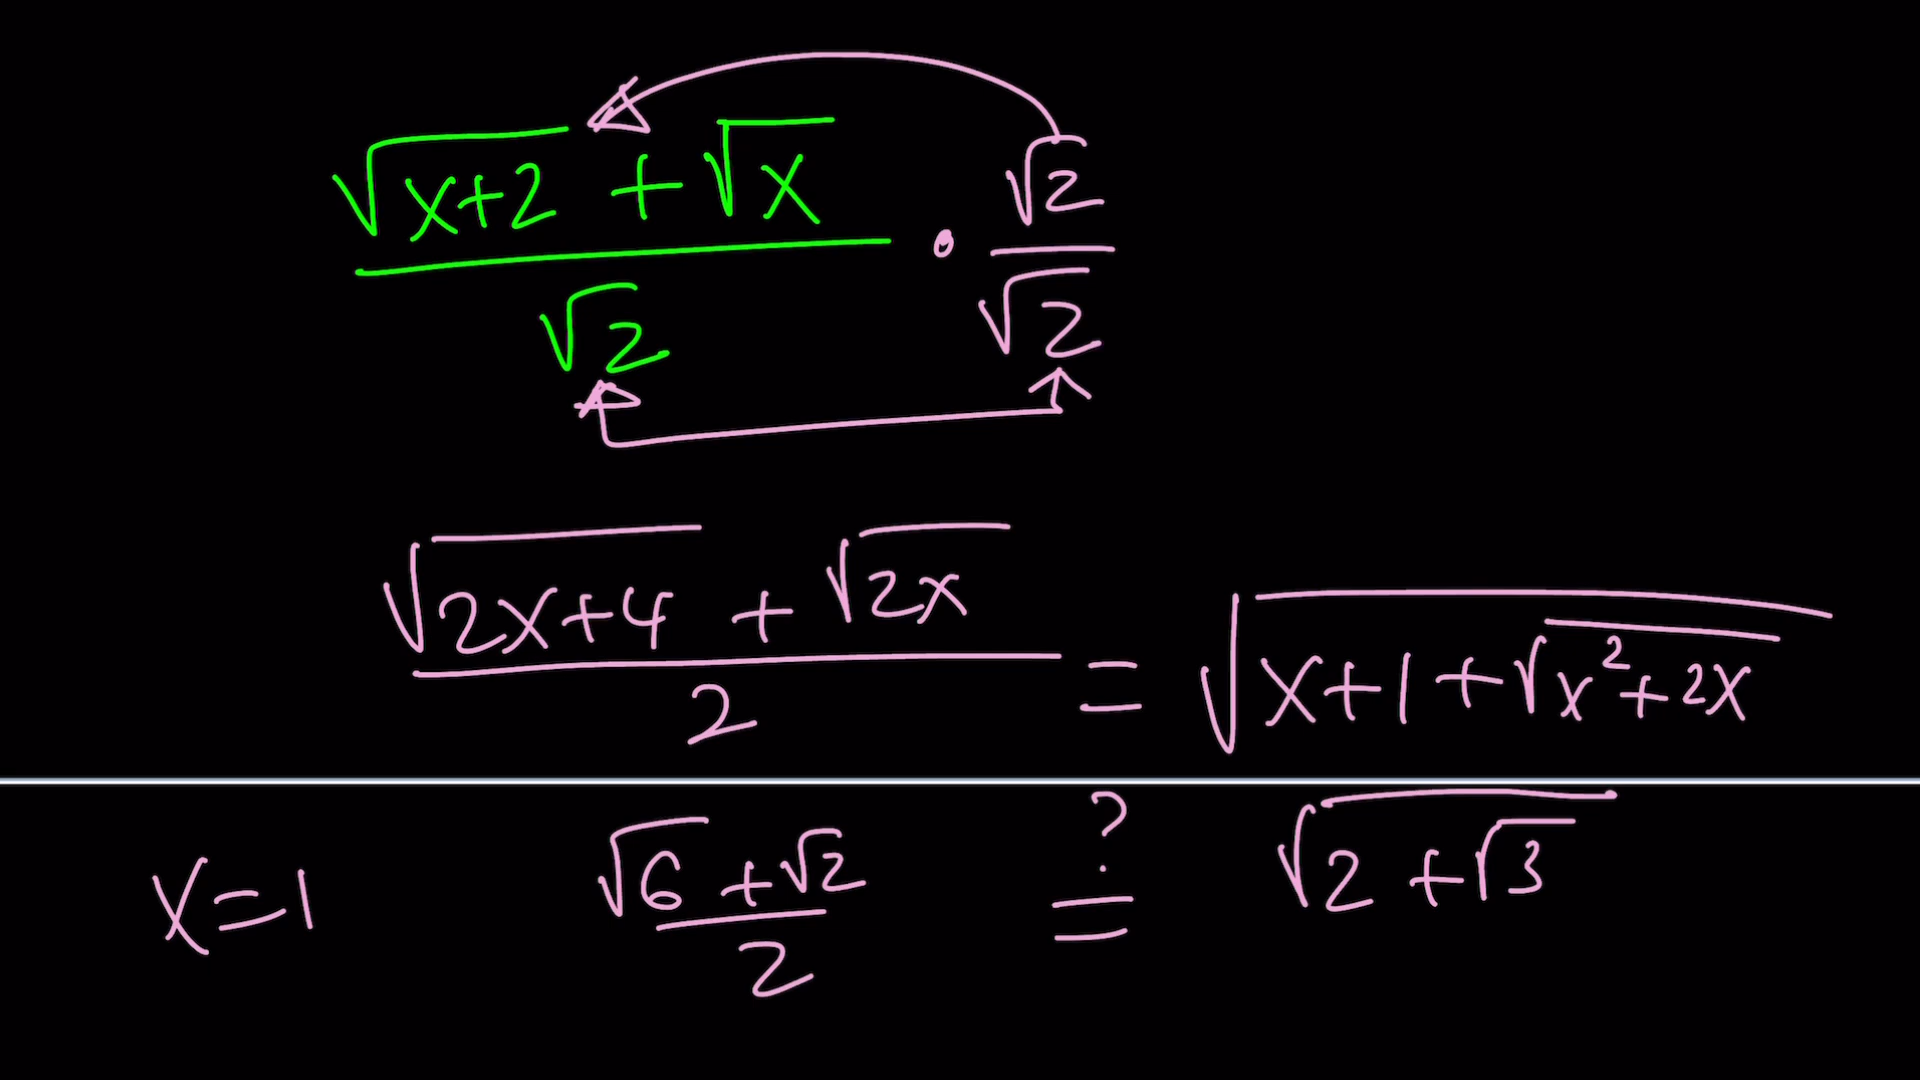 (√(x+2) + √x)/√2 · √2/√2
(√(2x+4) + √(2x))/2 = √(x+1+√(x²+2x))
x=1 (√6+√2)/2 ?= √(2+√3)